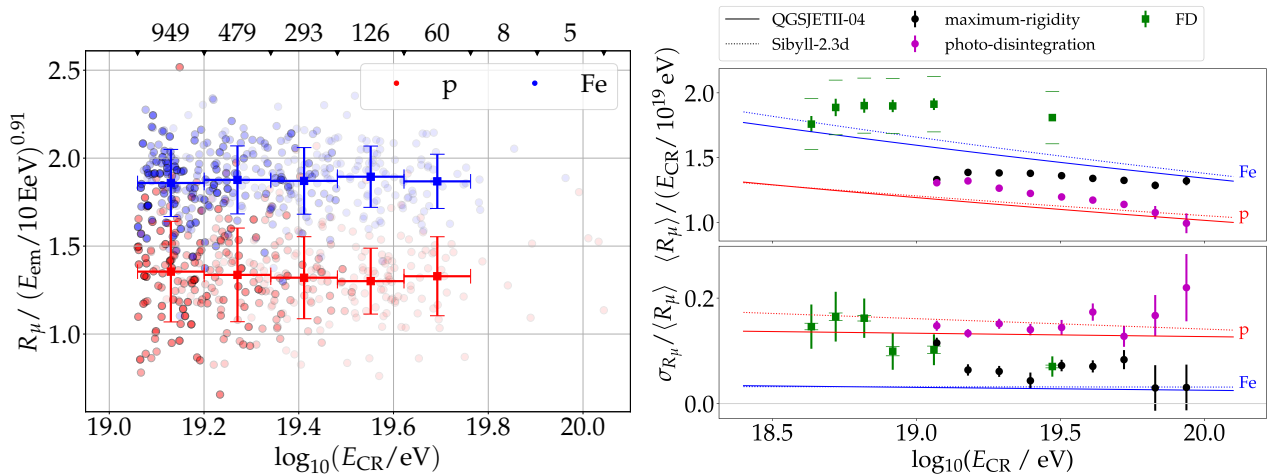 949 479 293 126 60 8 5
p Fe
2.5
2.0
1.5
1.0
R_μ / (E_em/10 EeV)^0.91
19.0 19.2 19.4 19.6 19.8 20.0
log₁₀(E_CR/eV)
QGSJETII-04 maximum-rigidity FD
Sibyll-2.3d photo-disintegration
2.0
1.5
1.0
⟨R_μ⟩/(E_CR/10^19 eV)
Fe
p
0.2
0.0
σ_Rμ/⟨R_μ⟩
p
Fe
18.5 19.0 19.5 20.0
log₁₀(E_CR / eV)